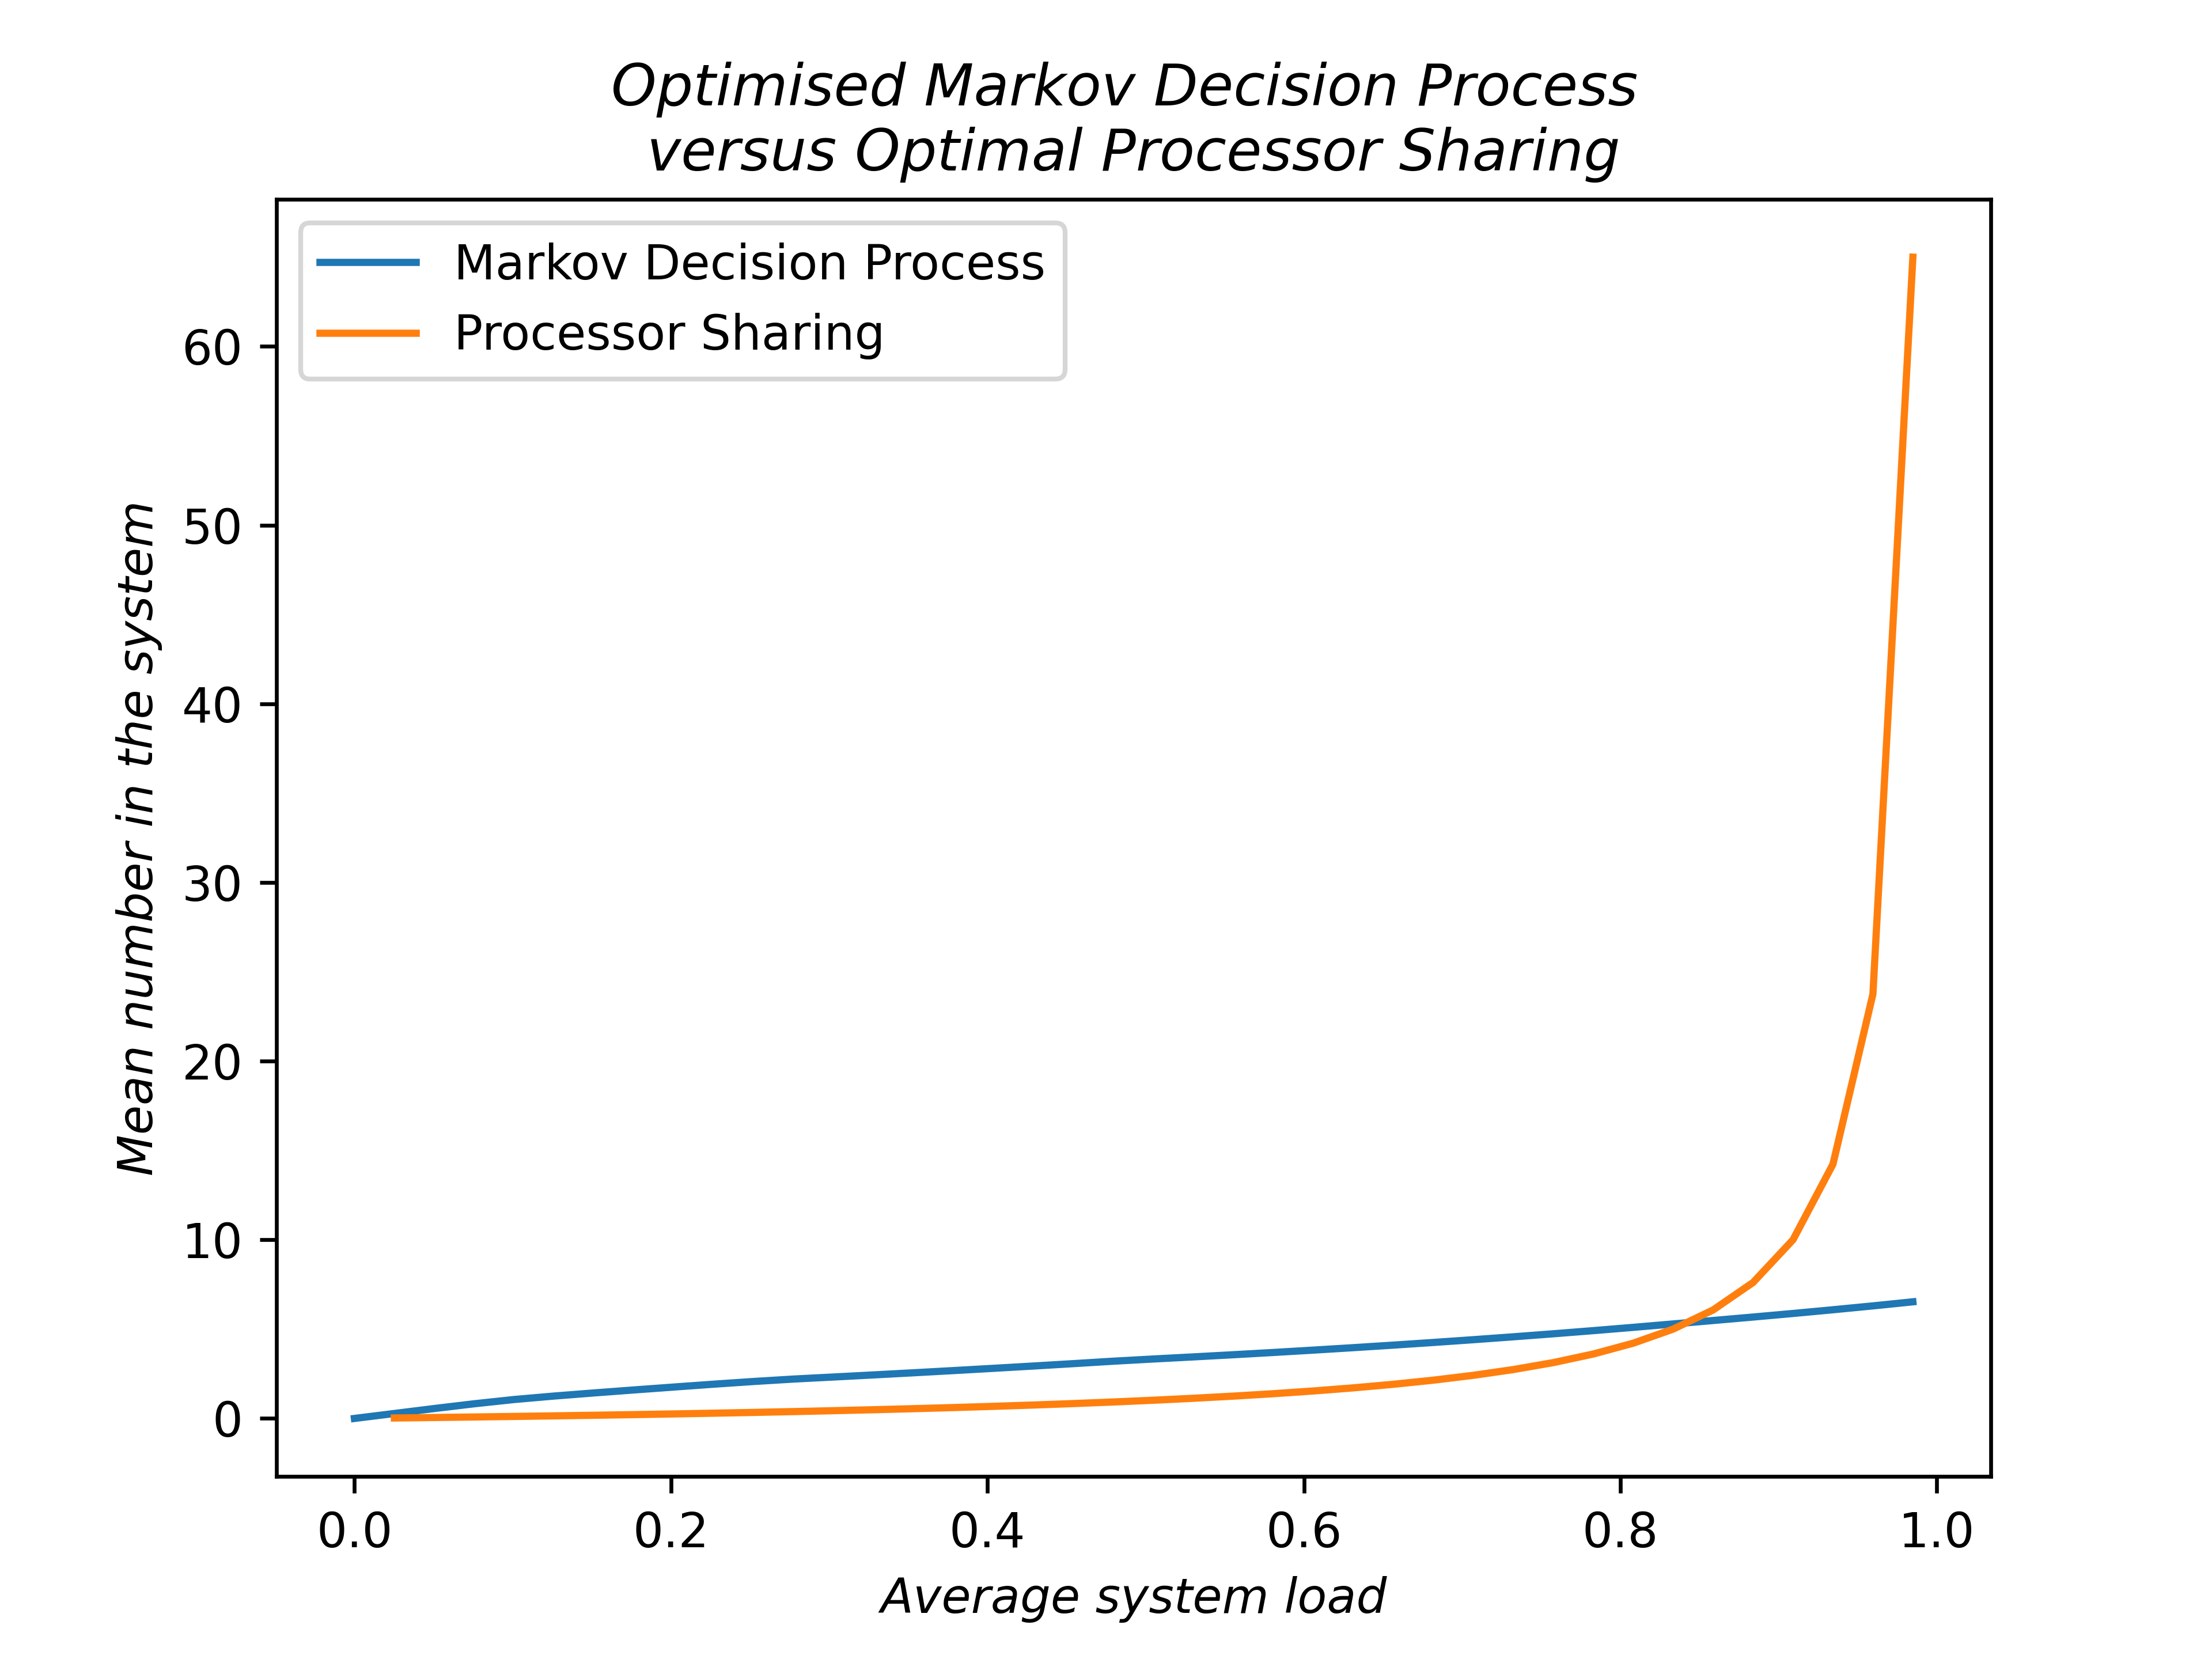 Optimised Markov Decision Process
versus Optimal Processor Sharing
Markov Decision Process
Processor Sharing
Mean number in the system
60
50
40
30
20
10
0
0.0 0.2 0.4 0.6 0.8 1.0
Average system load